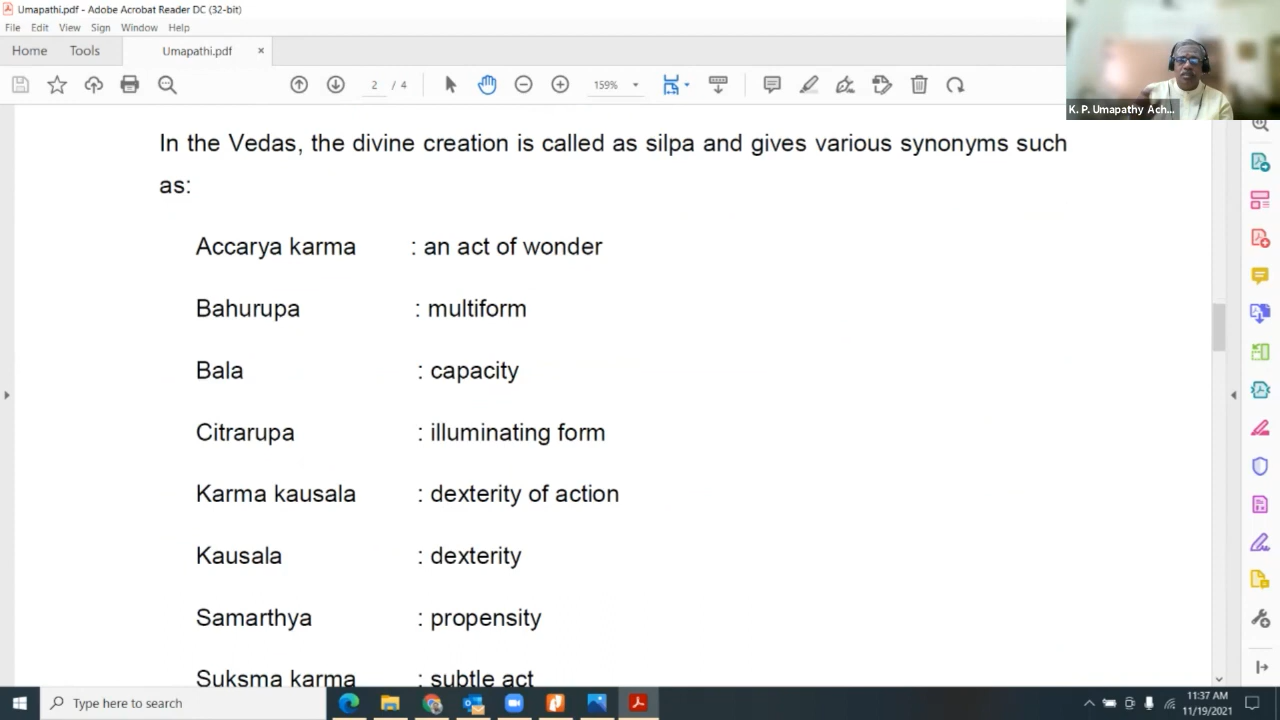 Umapathi.pdf - Adobe Acrobat Reader DC (32-bit)
File Edit View Sign Window Help
Home Tools Umapathi.pdf ×
2 / 4 159%
K. P. Umapathy Ach...
In the Vedas, the divine creation is called as silpa and gives various synonyms such
as:
Accarya karma : an act of wonder
Bahurupa : multiform
Bala : capacity
Citrarupa : illuminating form
Karma kausala : dexterity of action
Kausala : dexterity
Samarthya : propensity
Suksma karma : subtle act
Type here to search
11:37 AM
11/19/2021